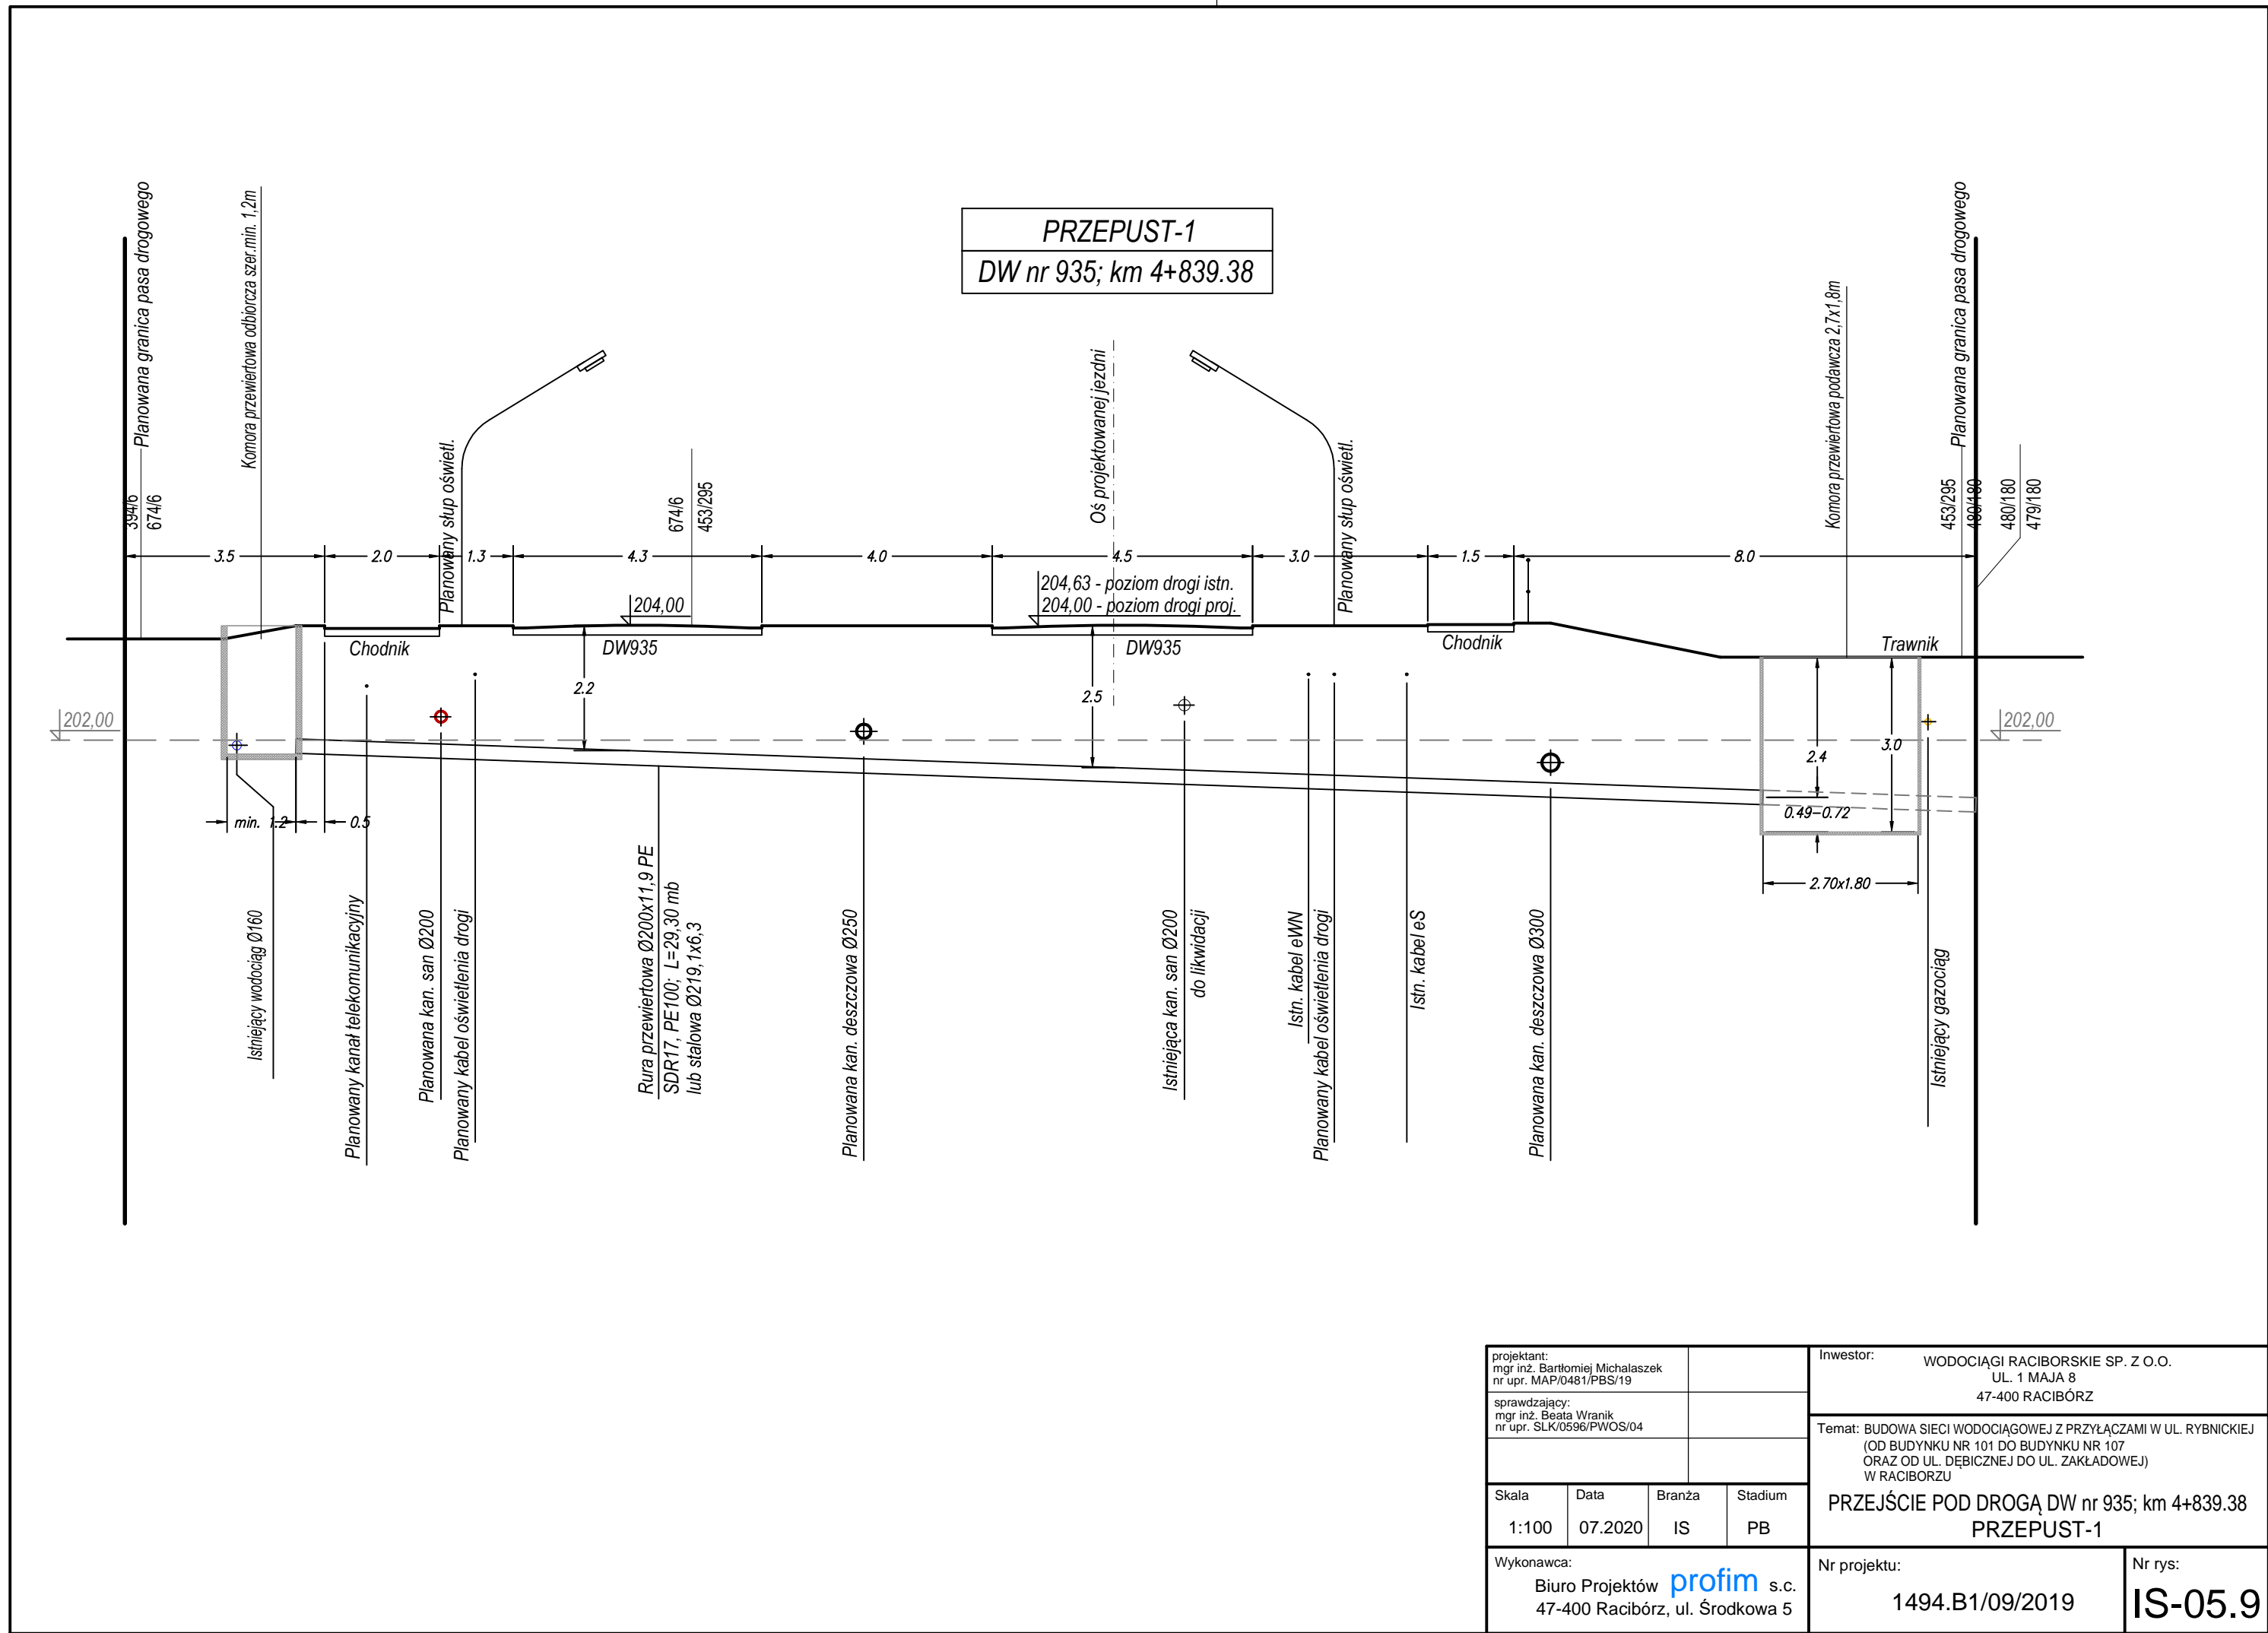 PRZEPUST-1
DW nr 935; km 4+839.38
Planowana granica pasa drogowego
394/6
674/6
Komora przewiertowa odbiorcza szer.min. 1,2m
Planowany słup oświetl.
674/6
453/295
Oś projektowanej jezdni
Planowany słup oświetl.
Komora przewiertowa podawcza 2,7x1,8m
Planowana granica pasa drogowego
453/295
480/180
480/180
479/180
3.5
2.0
1.3
4.3
4.0
4.5
3.0
1.5
8.0
204,00
204,63 - poziom drogi istn.
204,00 - poziom drogi proj.
Chodnik
DW935
DW935
Chodnik
Trawnik
2.2
2.5
202,00
202,00
2.4
3.0
0.49-0.72
min. 1.2
0.5
2.70x1.80
Istniejący wodociąg Ø160
Planowany kanał telekomunikacyjny
Planowana kan. san Ø200
Planowany kabel oświetlenia drogi
Rura przewiertowa Ø200x11,9 PE
SDR17, PE100; L=29,30 mb
lub stalowa Ø219,1x6,3
Planowana kan. deszczowa Ø250
Istniejąca kan. san Ø200
do likwidacji
Istn. kabel eWN
Planowany kabel oświetlenia drogi
Istn. kabel eS
Planowana kan. deszczowa Ø300
Istniejący gazociąg
projektant:
mgr inż. Bartłomiej Michalaszek
nr upr. MAP/0481/PBS/19
sprawdzający:
mgr inż. Beata Wranik
nr upr. SLK/0596/PWOS/04
Skala
Data
Branża
Stadium
1:100
07.2020
IS
PB
Wykonawca:
Biuro Projektów profim s.c.
47-400 Racibórz, ul. Środkowa 5
Inwestor:
WODOCIĄGI RACIBORSKIE SP. Z O.O.
UL. 1 MAJA 8
47-400 RACIBÓRZ
Temat: BUDOWA SIECI WODOCIĄGOWEJ Z PRZYŁĄCZAMI W UL. RYBNICKIEJ
(OD BUDYNKU NR 101 DO BUDYNKU NR 107
ORAZ OD UL. DĘBICZNEJ DO UL. ZAKŁADOWEJ)
W RACIBORZU
PRZEJŚCIE POD DROGĄ DW nr 935; km 4+839.38
PRZEPUST-1
Nr projektu:
1494.B1/09/2019
Nr rys:
IS-05.9